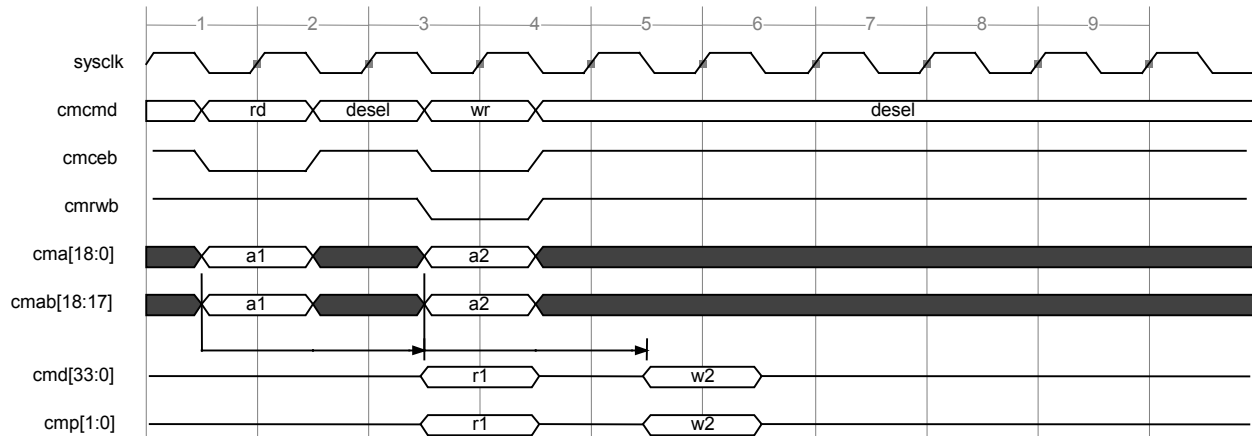 1 2 3 4 5 6 7 8 9
sysclk
cmcmd rd desel wr desel
cmceb
cmrwb
cma[18:0] a1 a2
cmab[18:17] a1 a2
cmd[33:0] r1 w2
cmp[1:0] r1 w2